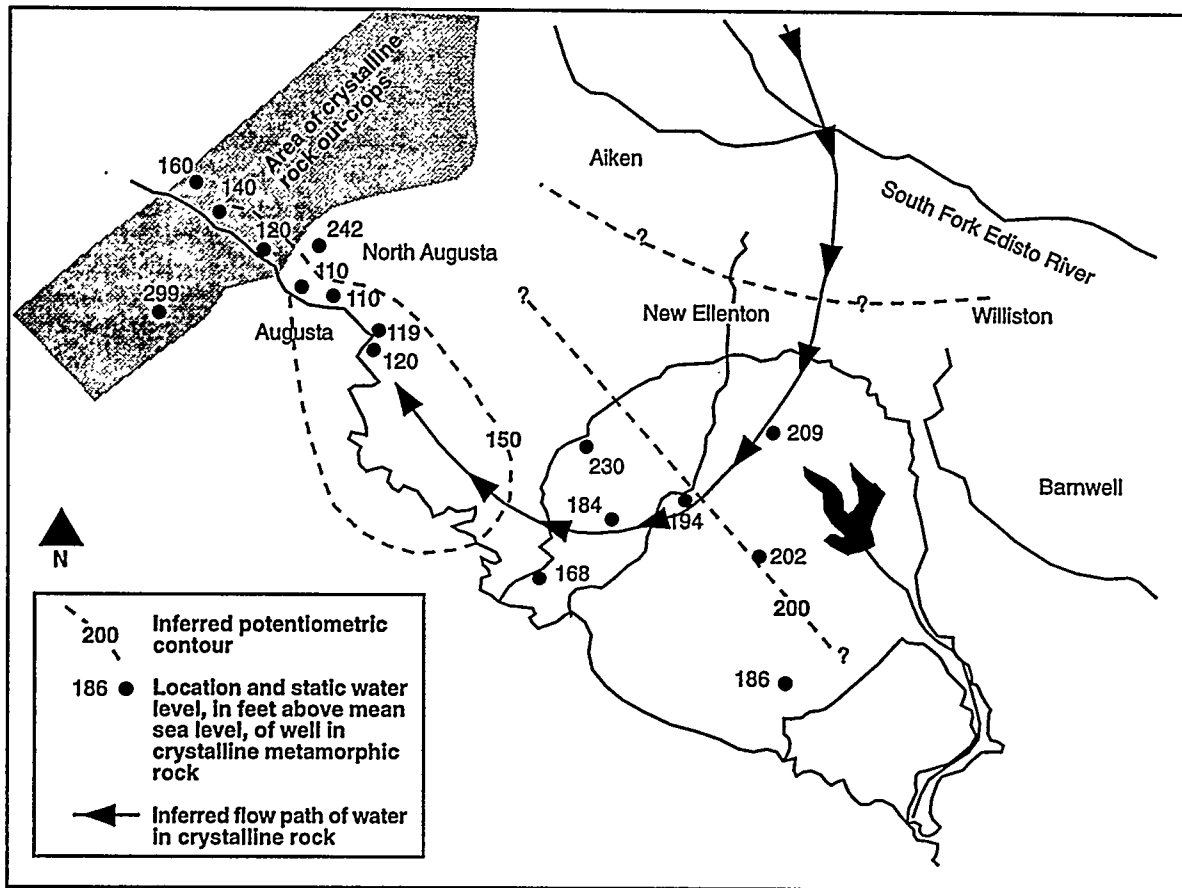 Area of crystalline
rock out-crops
160
140
120
299
242
North Augusta
110
110
Augusta
119
120
Aiken
South Fork Edisto River
?
?
?
New Ellenton
Williston
150
230
209
184
194
Barnwell
168
202
200
?
186
N
200
Inferred potentiometric
contour
186
Location and static water
level, in feet above mean
sea level, of well in
crystalline metamorphic
rock
Inferred flow path of water
in crystalline rock